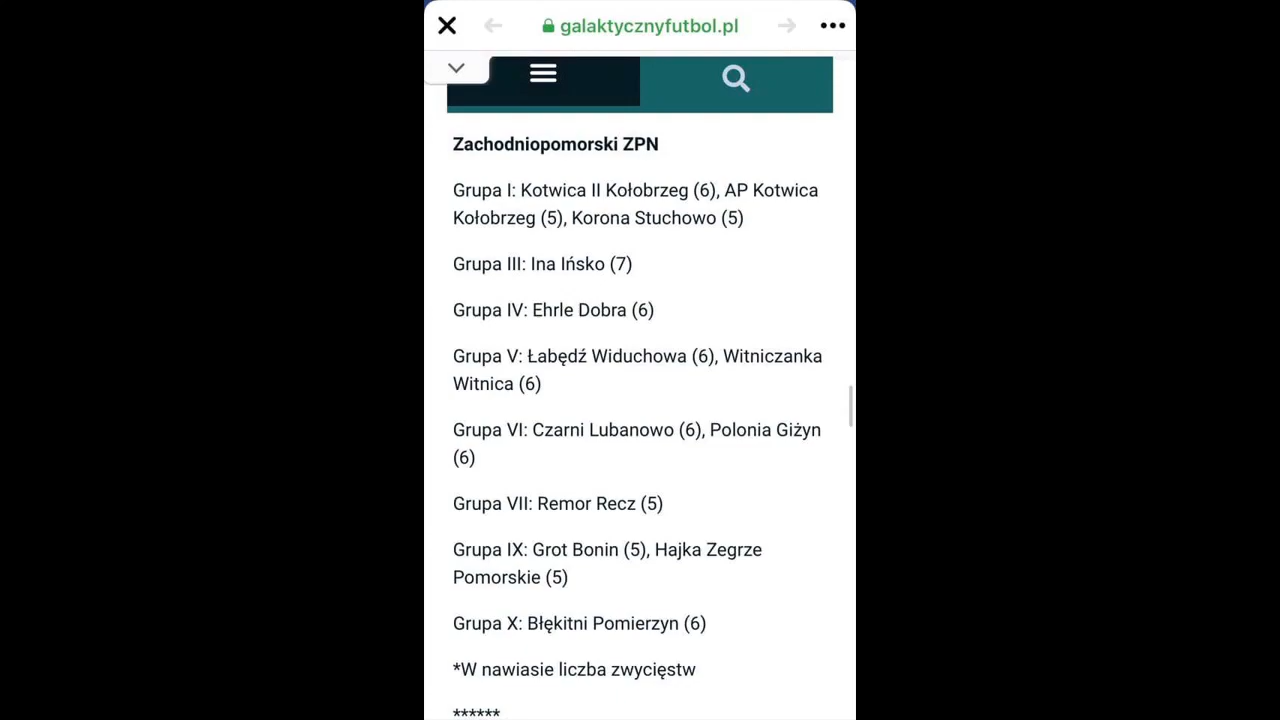 galaktycznyfutbol.pl
Zachodniopomorski ZPN
Grupa I: Kotwica II Kołobrzeg (6), AP Kotwica
Kołobrzeg (5), Korona Stuchowo (5)
Grupa III: Ina Ińsko (7)
Grupa IV: Ehrle Dobra (6)
Grupa V: Łabędź Widuchowa (6), Witniczanka
Witnica (6)
Grupa VI: Czarni Lubanowo (6), Polonia Giżyn
(6)
Grupa VII: Remor Recz (5)
Grupa IX: Grot Bonin (5), Hajka Zegrze
Pomorskie (5)
Grupa X: Błękitni Pomierzyn (6)
*W nawiasie liczba zwycięstw
******